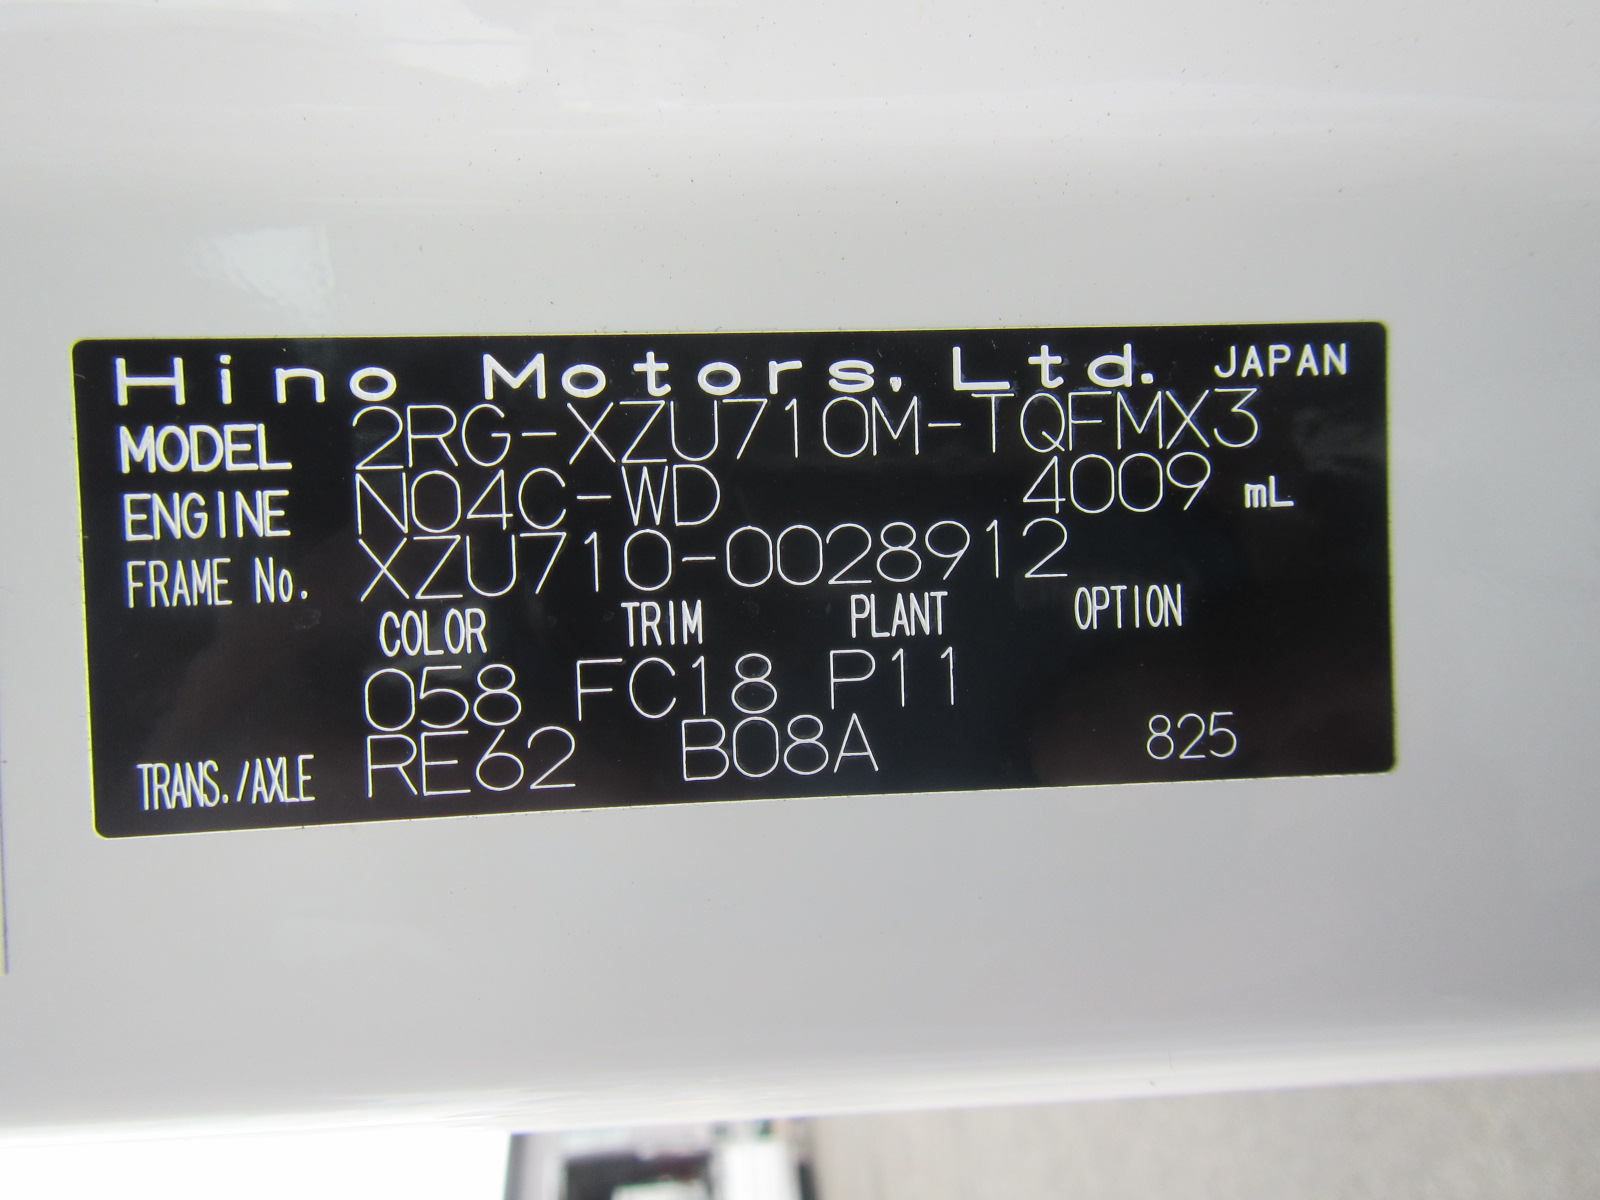 Hino Motors, Ltd. JAPAN
MODEL 2RG-XZU710M-TQFMX3
ENGINE N04C-WD 4009 mL
FRAME No. XZU710-0028912
COLOR TRIM PLANT OPTION
058 FC18 P11
TRANS./AXLE RE62 B08A 825